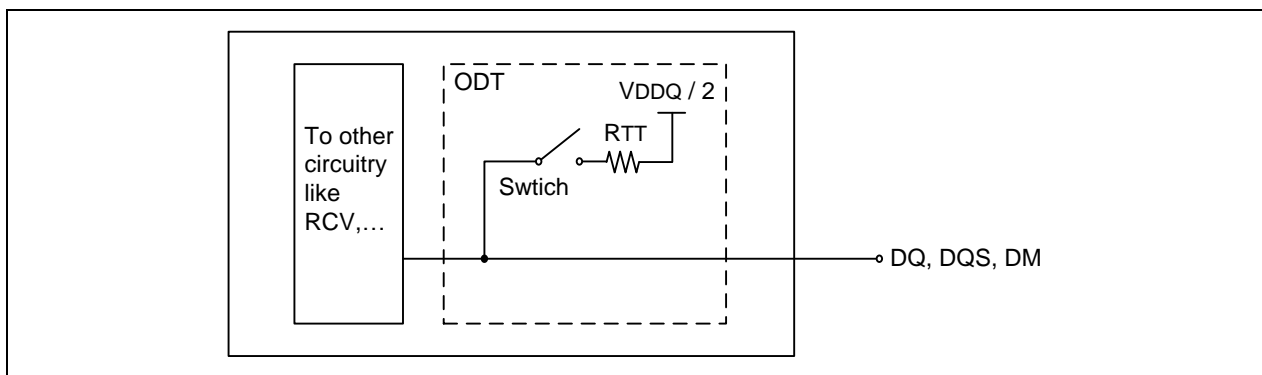 ODT
VDDQ / 2
To other
circuitry
like
RCV,…
RTT
Swtich
DQ, DQS, DM